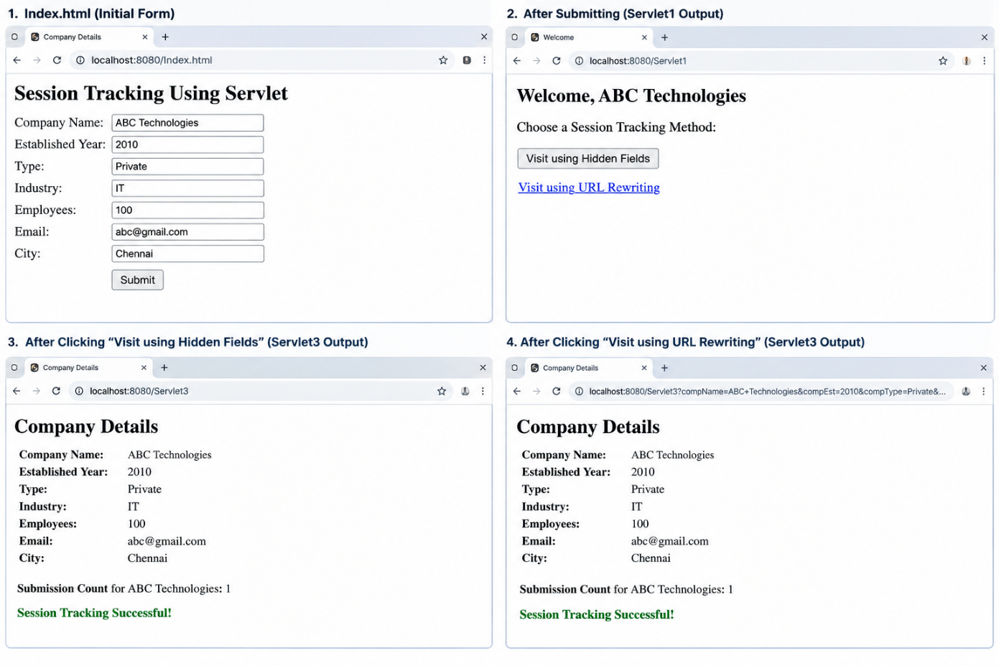 1. Index.html (Initial Form)
Company Details
localhost:8080/Index.html
Session Tracking Using Servlet
Company Name: ABC Technologies
Established Year: 2010
Type: Private
Industry: IT
Employees: 100
Email: abc@gmail.com
City: Chennai
Submit
2. After Submitting (Servlet1 Output)
Welcome
localhost:8080/Servlet1
Welcome, ABC Technologies
Choose a Session Tracking Method:
Visit using Hidden Fields
Visit using URL Rewriting
3. After Clicking “Visit using Hidden Fields” (Servlet3 Output)
Company Details
localhost:8080/Servlet3
Company Details
Company Name: ABC Technologies
Established Year: 2010
Type: Private
Industry: IT
Employees: 100
Email: abc@gmail.com
City: Chennai
Submission Count for ABC Technologies: 1
Session Tracking Successful!
4. After Clicking “Visit using URL Rewriting” (Servlet3 Output)
Company Details
localhost:8080/Servlet3?compName=ABC+Technologies&compEst=2010&compType=Private&...
Company Details
Company Name: ABC Technologies
Established Year: 2010
Type: Private
Industry: IT
Employees: 100
Email: abc@gmail.com
City: Chennai
Submission Count for ABC Technologies: 1
Session Tracking Successful!